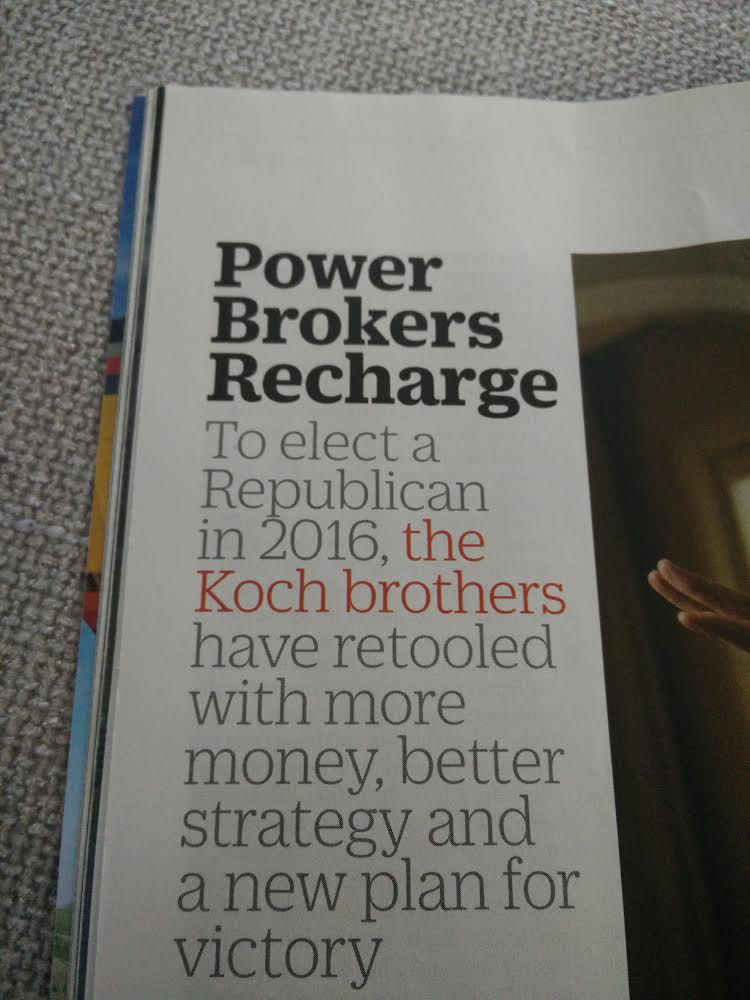 Power
Brokers
Recharge
To elect a
Republican
in 2016, the
Koch brothers
have retooled
with more
money, better
strategy and
a new plan for
victory